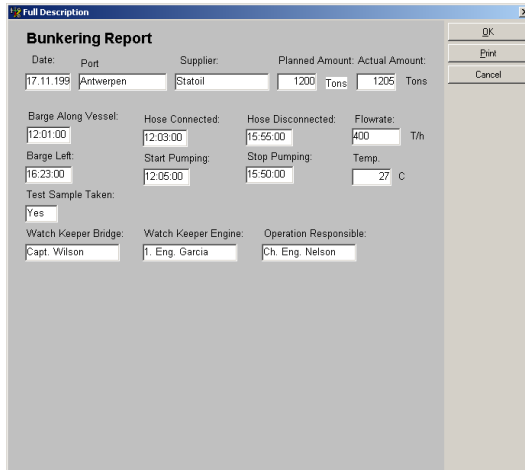 Full Description
OK
Print
Cancel
Bunkering Report
Date: Port Supplier: Planned Amount: Actual Amount:
17.11.199 Antwerpen Statoil 1200 Tons 1205 Tons
Barge Along Vessel: Hose Connected: Hose Disconnected: Flowrate:
12:01:00 12:03:00 15:55:00 400 T/h
Barge Left: Start Pumping: Stop Pumping: Temp.
16:23:00 12:05:00 15:50:00 27 C
Test Sample Taken:
Yes
Watch Keeper Bridge: Watch Keeper Engine: Operation Responsible:
Capt. Wilson 1. Eng. Garcia Ch. Eng. Nelson